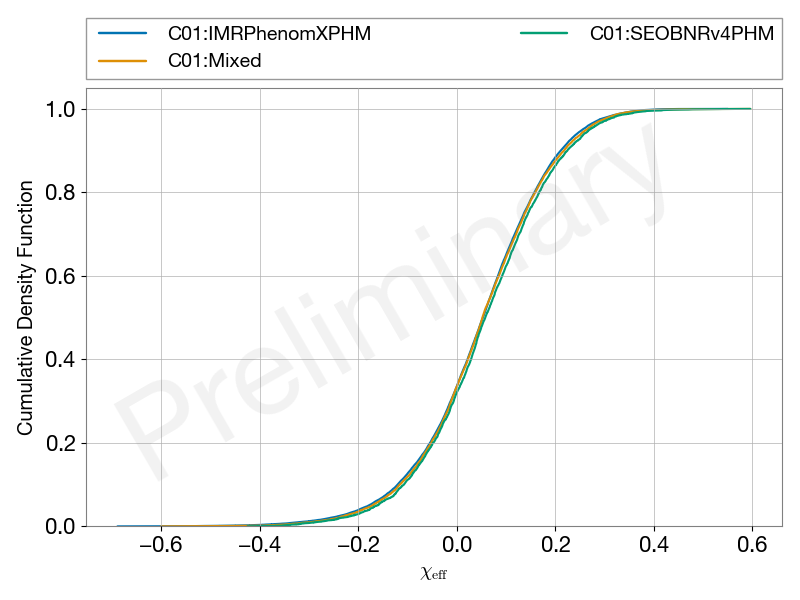 C01:IMRPhenomXPHM
C01:SEOBNRv4PHM
C01:Mixed
Preliminary
Cumulative Density Function
1.0
0.8
0.6
0.4
0.2
0.0
−0.6 −0.4 −0.2 0.0 0.2 0.4 0.6
χeff